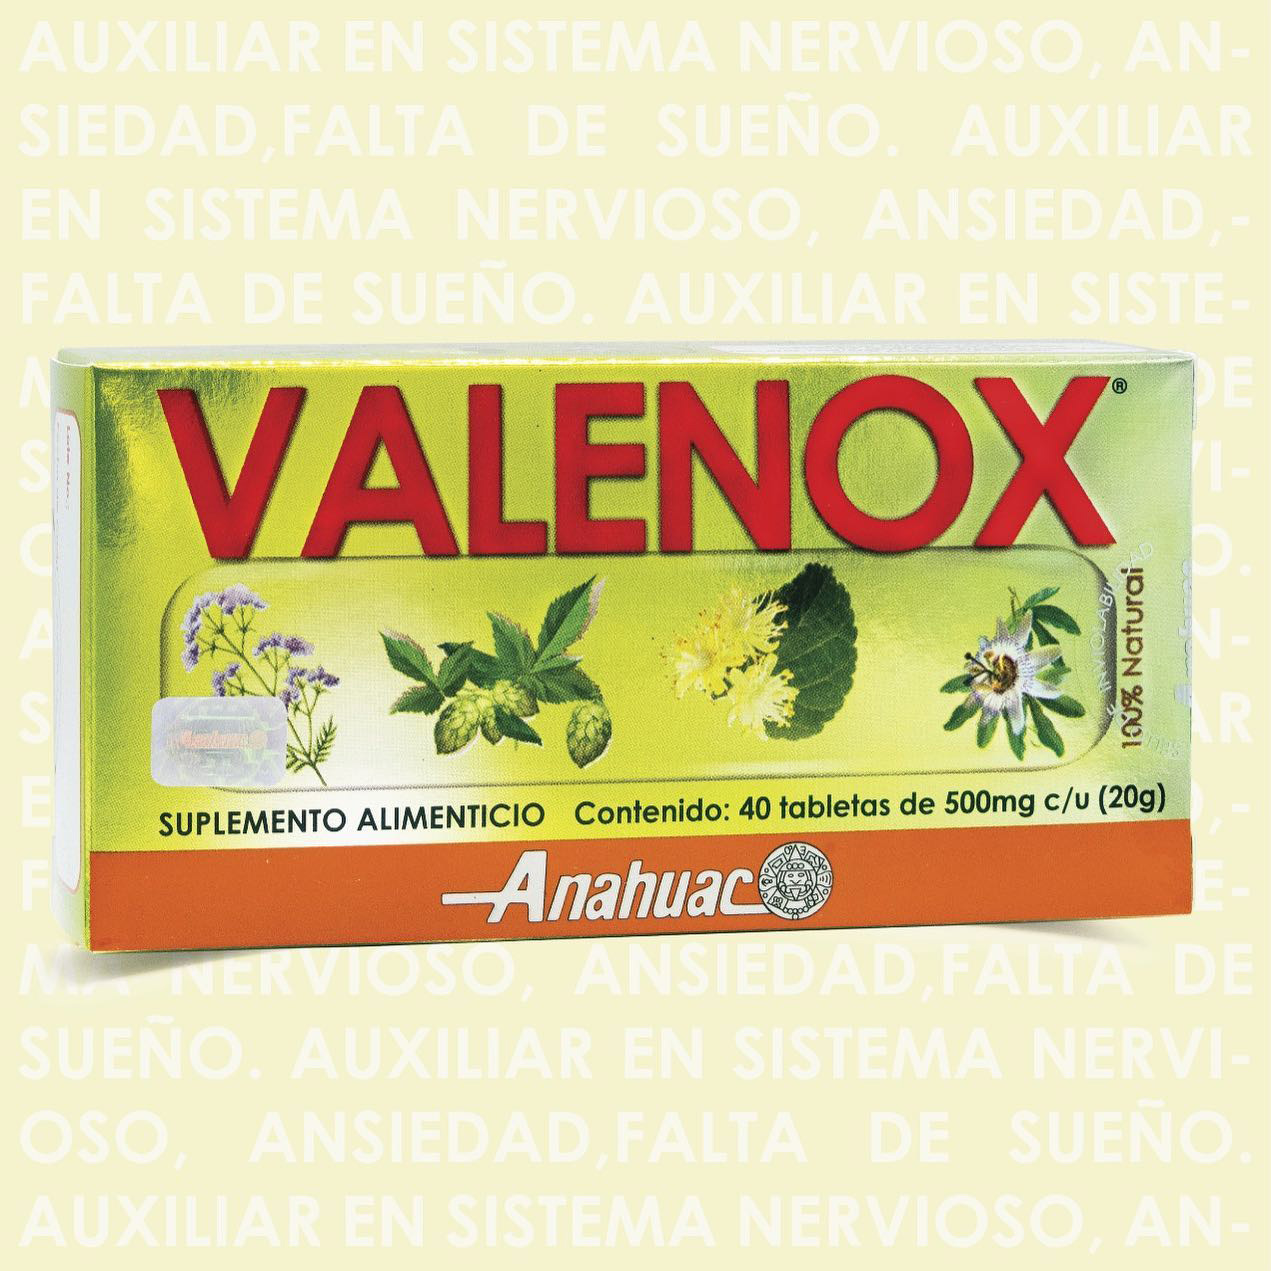 AUXILIAR EN SISTEMA NERVIOSO, AN-
SIEDAD,FALTA DE SUEÑO. AUXILIAR
EN SISTEMA NERVIOSO, ANSIEDAD,-
FALTA DE SUEÑO. AUXILIAR EN SISTE-
VALENOX®
100% Natural
Anahuac
SUPLEMENTO ALIMENTICIO Contenido: 40 tabletas de 500mg c/u (20g)
Anahuac
MA NERVIOSO, ANSIEDAD,FALTA DE
SUEÑO. AUXILIAR EN SISTEMA NERVI-
OSO, ANSIEDAD,FALTA DE SUEÑO.
AUXILIAR EN SISTEMA NERVIOSO, AN-